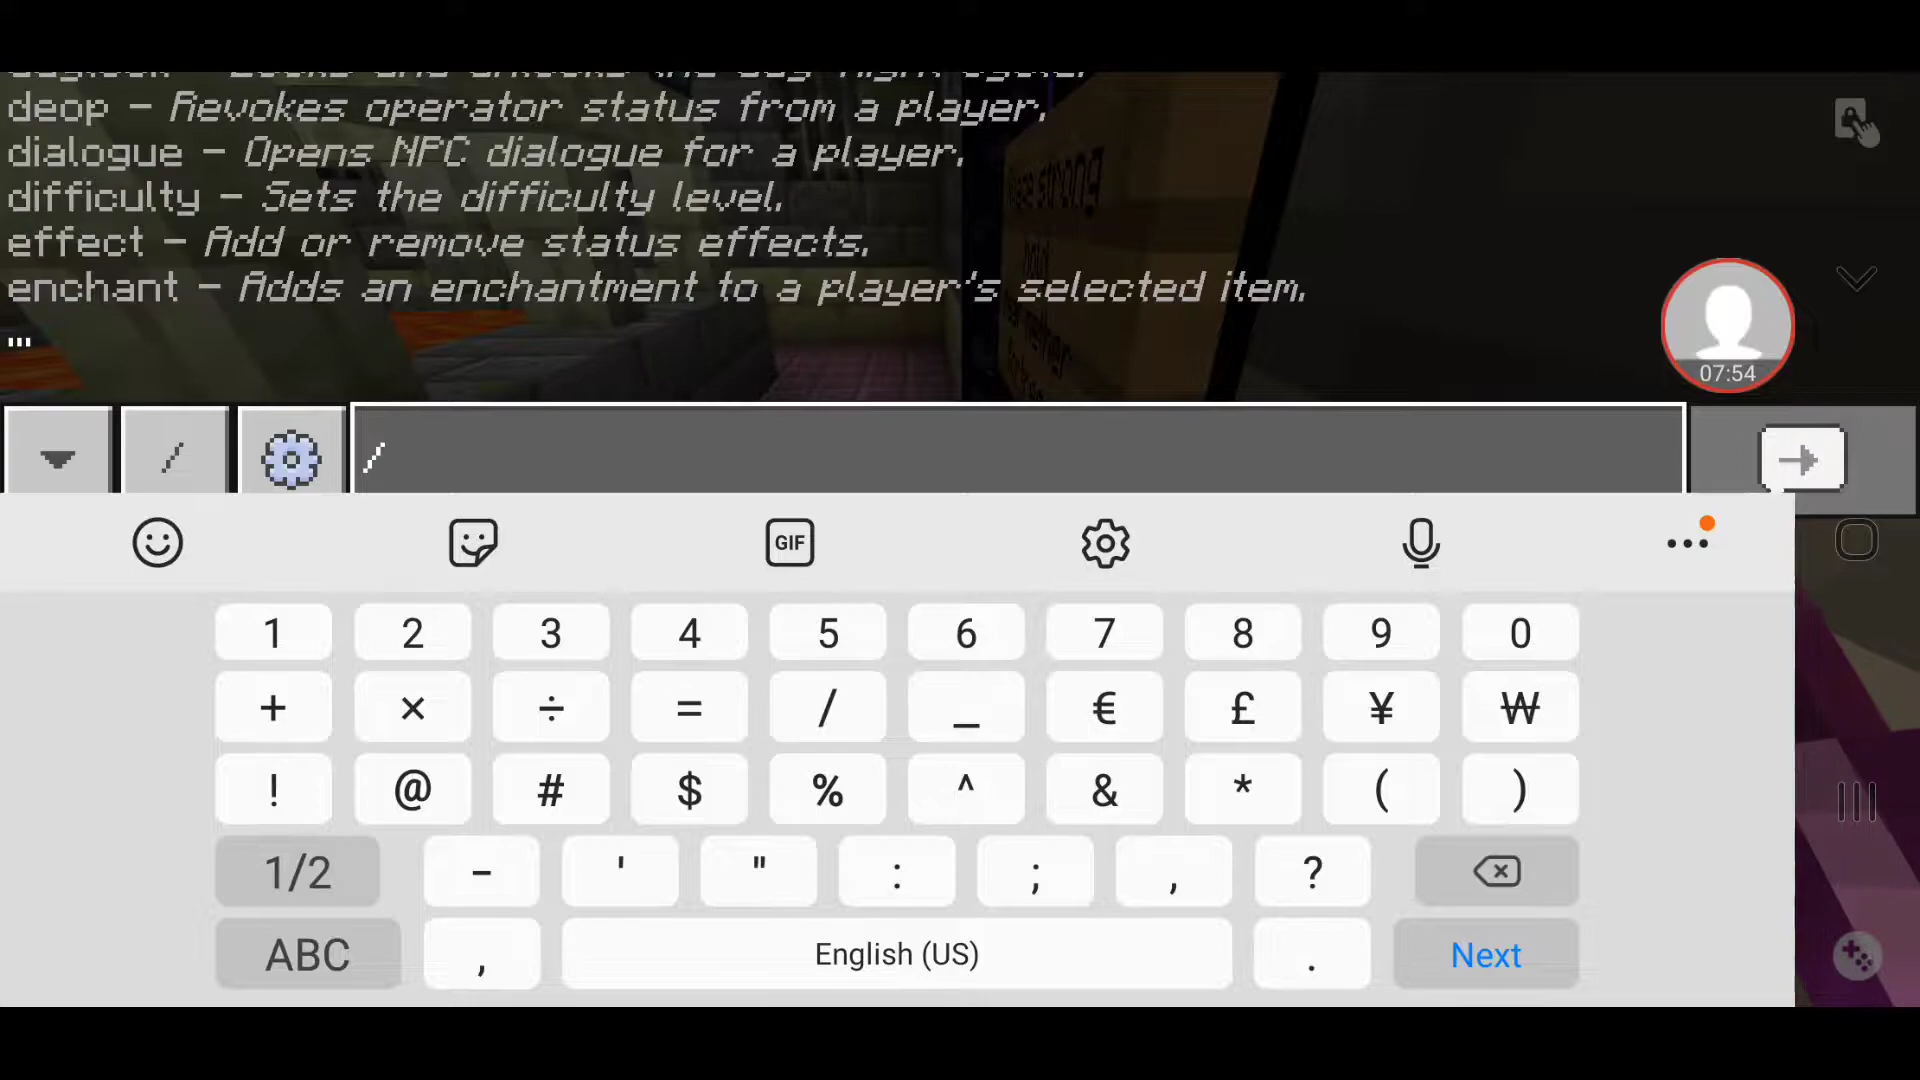 deop - Revokes operator status from a player.
dialogue - Opens NPC dialogue for a player.
difficulty - Sets the difficulty level.
effect - Add or remove status effects.
enchant - Adds an enchantment to a player's selected item.
...
strong
07:54
/
/
GIF
1 2 3 4 5 6 7 8 9 0
+ × ÷ = / _ € £ ¥ ₩
! @ # $ % ^ & * ( )
1/2 - ' " : ; , ?
ABC , English (US) . Next